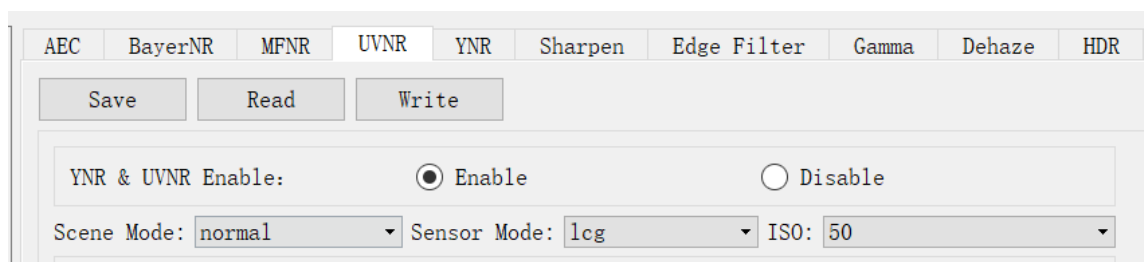 AEC BayerNR MFNR UVNR YNR Sharpen Edge Filter Gamma Dehaze HDR
Save Read Write
YNR & UVNR Enable: Enable Disable
Scene Mode: normal Sensor Mode: lcg ISO: 50